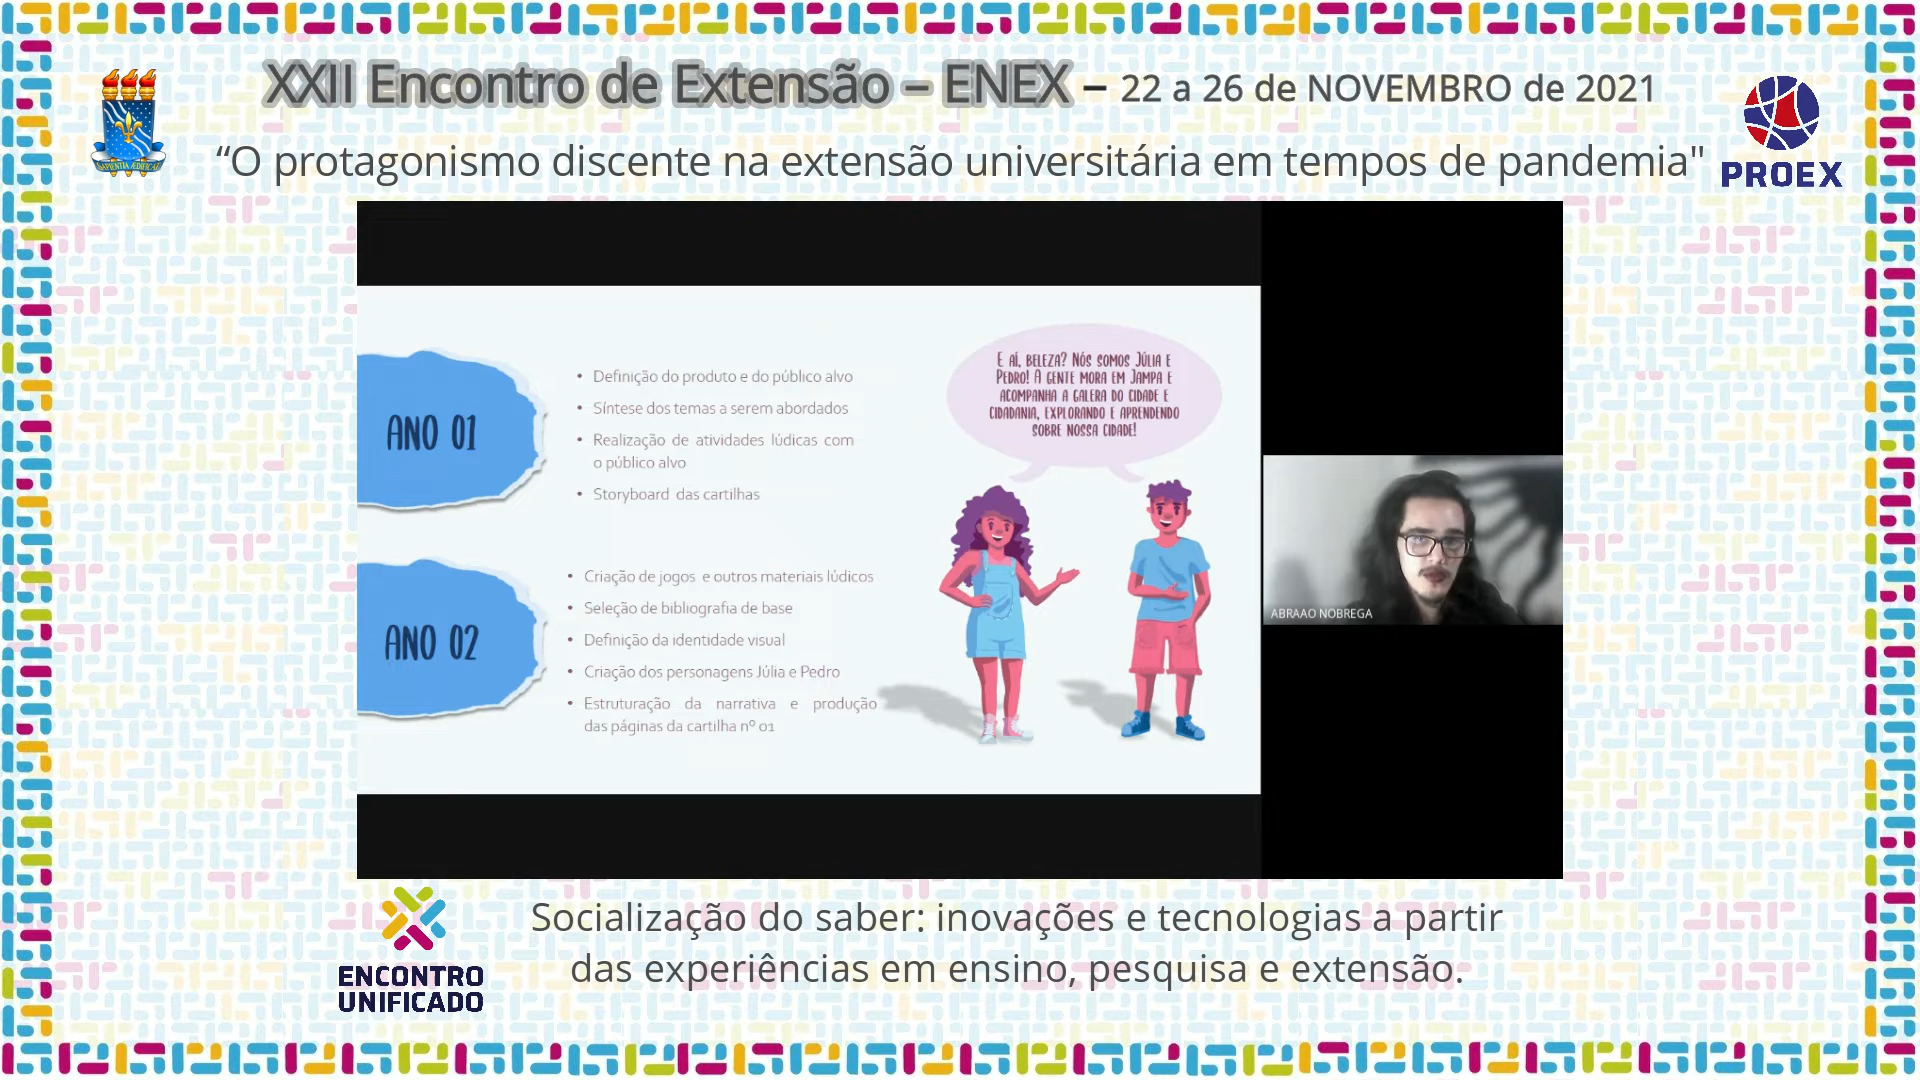 XXII Encontro de Extensão – ENEX – 22 a 26 de NOVEMBRO de 2021
“O protagonismo discente na extensão universitária em tempos de pandemia"
SAPIENTIA ÆDIFICAT
PROEX
ANO 01
• Definição do produto e do público alvo
• Síntese dos temas a serem abordados
• Realização de atividades lúdicas com
o público alvo
• Storyboard das cartilhas
ANO 02
• Criação de jogos e outros materiais lúdicos
• Seleção de bibliografia de base
• Definição da identidade visual
• Criação dos personagens Júlia e Pedro
• Estruturação da narrativa e produção
das páginas da cartilha nº 01
E AÍ, BELEZA? NÓS SOMOS JÚLIA E
PEDRO! A GENTE MORA EM JAMPA E
ACOMPANHA A GALERA DO CIDADE E
CIDADANIA, EXPLORANDO E APRENDENDO
SOBRE NOSSA CIDADE!
ABRAAO NOBREGA
ENCONTRO
UNIFICADO
Socialização do saber: inovações e tecnologias a partir
das experiências em ensino, pesquisa e extensão.